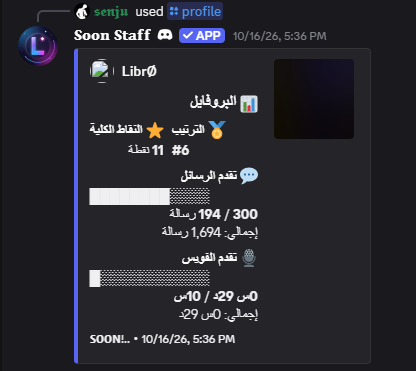 senju used profile
Soon Staff APP 10/16/26, 5:36 PM
LibrØ
📊 البروفايل
🏅 الترتيب ⭐ النقاط الكلية
#6 11 نقطة
💬 تقدم الرسائل
████████░░░░
194 / 300 رسالة
إجمالي: 1,694 رسالة
🎙️ تقدم الفويس
█░░░░░░░░░░░
0س 29د / 10س
إجمالي: 0س 29د
SOON!.. • 10/16/26, 5:36 PM